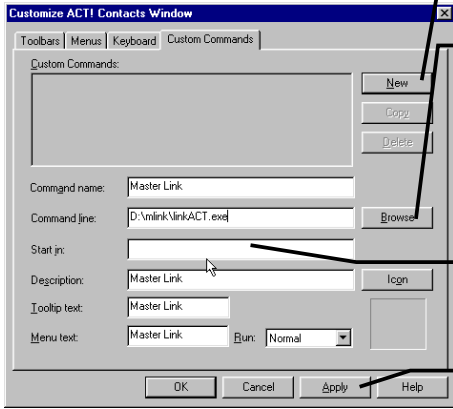 Customize ACT! Contacts Window
Toolbars Menus Keyboard Custom Commands
Custom Commands:
New
Copy
Delete
Command name: Master Link
Command line: D:\mlink\linkACT.exe Browse
Start in:
Description: Master Link Icon
Tooltip text: Master Link
Menu text: Master Link Run: Normal
OK Cancel Apply Help